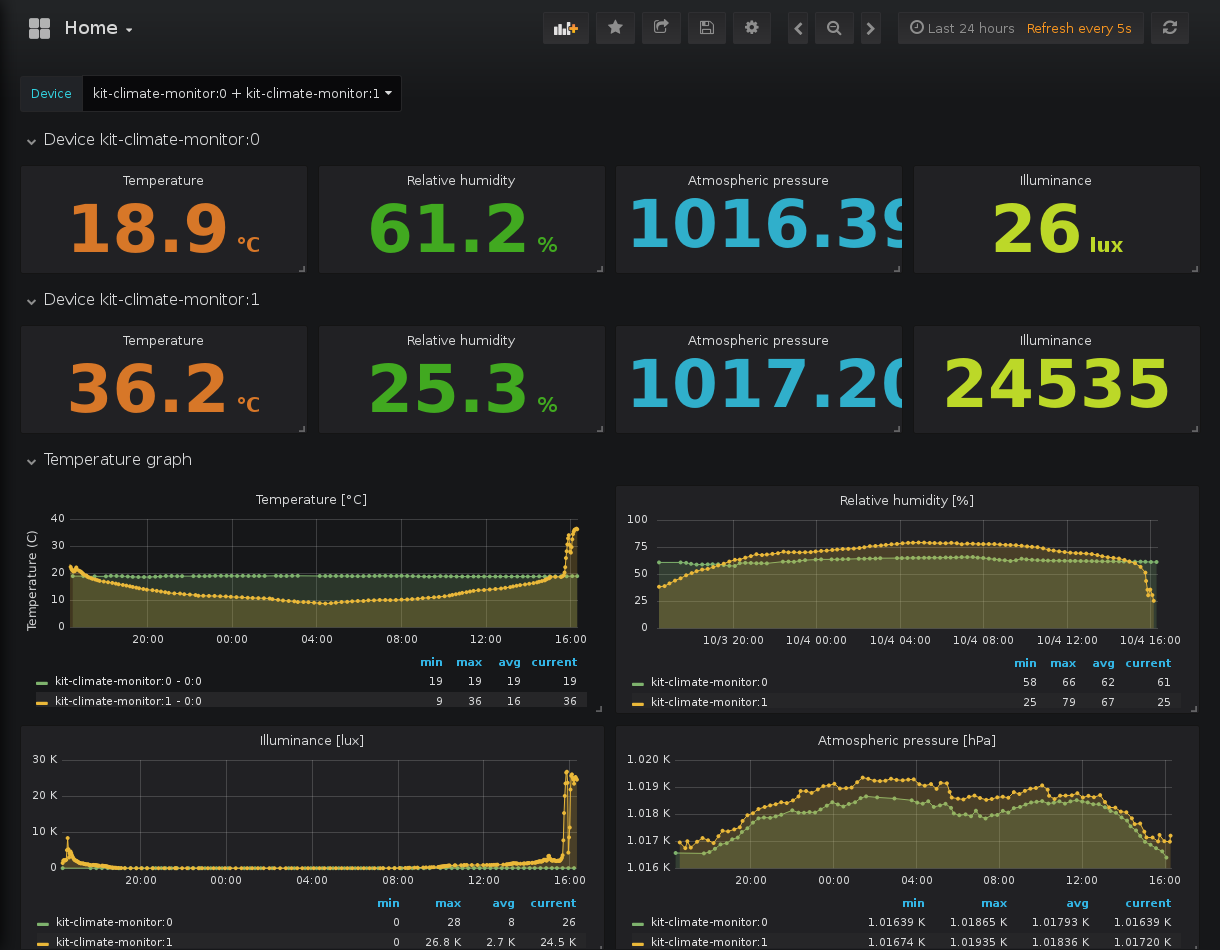 Home
Last 24 hours Refresh every 5s
Device kit-climate-monitor:0 + kit-climate-monitor:1
Device kit-climate-monitor:0
Temperature Relative humidity Atmospheric pressure Illuminance
18.9 °C 61.2 % 1016.39 26 lux
Device kit-climate-monitor:1
Temperature Relative humidity Atmospheric pressure Illuminance
36.2 °C 25.3 % 1017.20 24535
Temperature graph
Temperature [°C]
Temperature (C)
40
30
20
10
0
20:00 00:00 04:00 08:00 12:00 16:00
min max avg current
kit-climate-monitor:0 - 0:0 19 19 19 19
kit-climate-monitor:1 - 0:0 9 36 16 36
Relative humidity [%]
100
75
50
25
0
10/3 20:00 10/4 00:00 10/4 04:00 10/4 08:00 10/4 12:00 10/4 16:00
min max avg current
kit-climate-monitor:0 58 66 62 61
kit-climate-monitor:1 25 79 67 25
Illuminance [lux]
30 K
20 K
10 K
0
20:00 00:00 04:00 08:00 12:00 16:00
min max avg current
kit-climate-monitor:0 0 28 8 26
kit-climate-monitor:1 0 26.8 K 2.7 K 24.5 K
Atmospheric pressure [hPa]
1.020 K
1.019 K
1.018 K
1.017 K
1.016 K
20:00 00:00 04:00 08:00 12:00 16:00
min max avg current
kit-climate-monitor:0 1.01639 K 1.01865 K 1.01793 K 1.01639 K
kit-climate-monitor:1 1.01674 K 1.01935 K 1.01836 K 1.01720 K